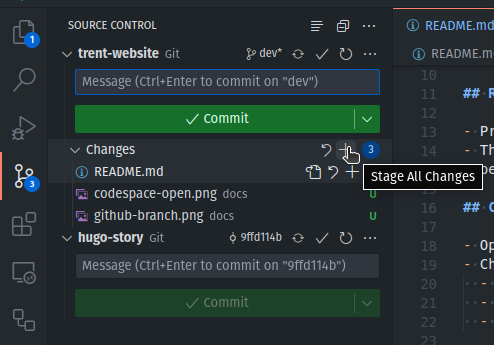 SOURCE CONTROL
README.md
1
trent-website Git
dev*
README.m
Message (Ctrl+Enter to commit on "dev")
10
11
## R
Commit
12
Changes
3
13
- Pr
README.md
14
- Th
Stage All Changes
codespace-open.png docs
U
github-branch.png docs
U
16
## C
3
hugo-story Git
9ffd114b
18
- Op
Message (Ctrl+Enter to commit on "9ffd114b")
19
- Ch
20
Commit
21
22
23